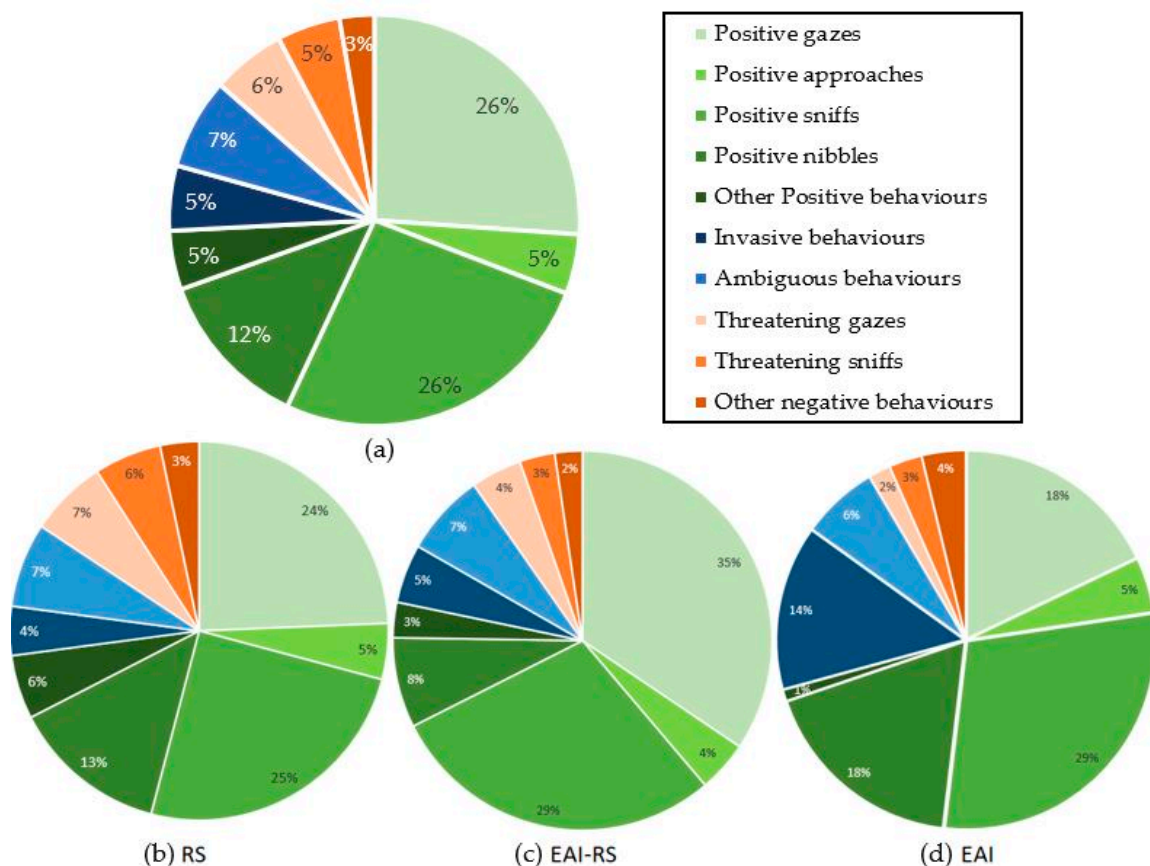 3%
5%
6%
7%
5%
5%
12%
26%
5%
26%
Positive gazes
Positive approaches
Positive sniffs
Positive nibbles
Other Positive behaviours
Invasive behaviours
Ambiguous behaviours
Threatening gazes
Threatening sniffs
Other negative behaviours
(a)
3%
6%
7%
7%
4%
6%
13%
25%
5%
24%
2%
3%
4%
7%
5%
3%
8%
29%
4%
35%
4%
3%
2%
6%
14%
1%
18%
29%
5%
18%
(b) RS
(c) EAI-RS
(d) EAI